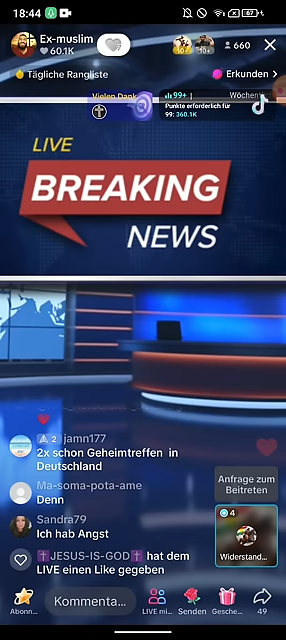 18:44
87
Ex-muslim
60.1K
10+
10+
660
Tägliche Rangliste
Erkunden
Vielen Dank
99+
Punkte erforderlich für
99: 360.1K
LIVE
BREAKING
NEWS
2 jamn177
2x schon Geheimtreffen in
Deutschland
Ma-soma-pota-ame
Denn
Sandra79
Ich hab Angst
✝️JESUS-IS-GOD✝️ hat dem
LIVE einen Like gegeben
Anfrage zum
Beitreten
4
Widerstand...
Abonn...
Kommenta...
LIVE mi...
Senden
Gesche...
49